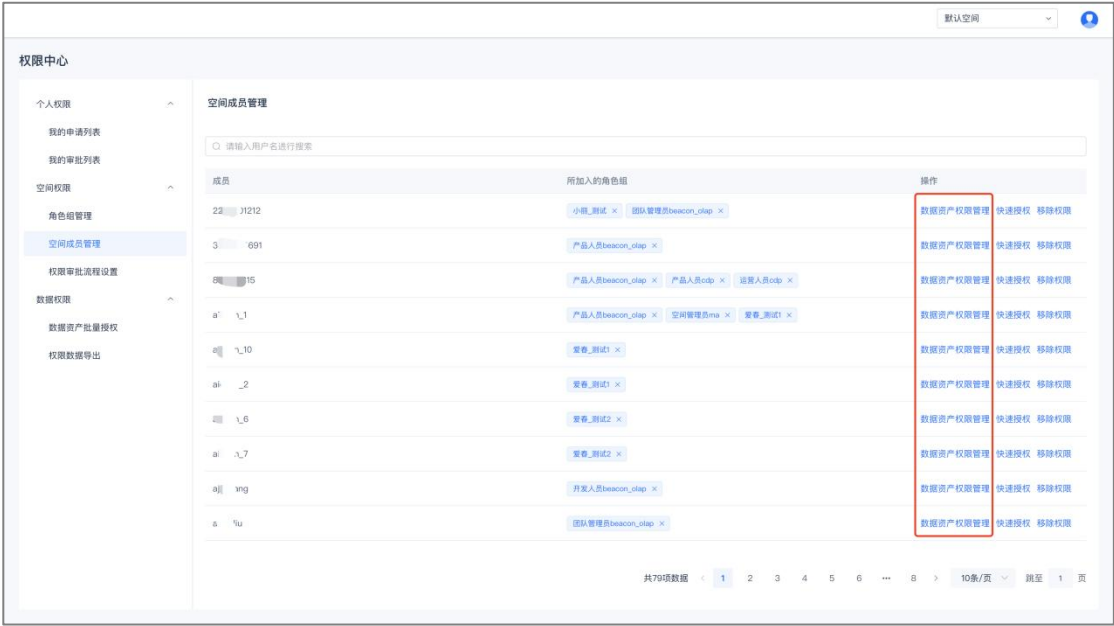 默认空间
权限中心
个人权限
我的申请列表
我的审批列表
空间权限
角色组管理
空间成员管理
权限审批流程设置
数据权限
数据资产批量授权
权限数据导出
空间成员管理
请输入用户名进行搜索
成员 所加入的角色组 操作
22 01212 小熊_测试 × 团队管理员beacon_olap × 数据资产权限管理 快速授权 移除权限
3 691 产品人员beacon_olap × 数据资产权限管理 快速授权 移除权限
8 15 产品人员beacon_olap × 产品人员cdp × 运营人员cdp × 数据资产权限管理 快速授权 移除权限
a _1 产品人员beacon_olap × 空间管理员ma × 爱春_测试1 × 数据资产权限管理 快速授权 移除权限
_10 爱春_测试1 × 数据资产权限管理 快速授权 移除权限
ai _2 爱春_测试1 × 数据资产权限管理 快速授权 移除权限
_6 爱春_测试2 × 数据资产权限管理 快速授权 移除权限
ai _7 爱春_测试2 × 数据资产权限管理 快速授权 移除权限
ang 开发人员beacon_olap × 数据资产权限管理 快速授权 移除权限
iu 团队管理员beacon_olap × 数据资产权限管理 快速授权 移除权限
共79项数据 < 1 2 3 4 5 6 ••• 8 > 10条/页 跳至 1 页